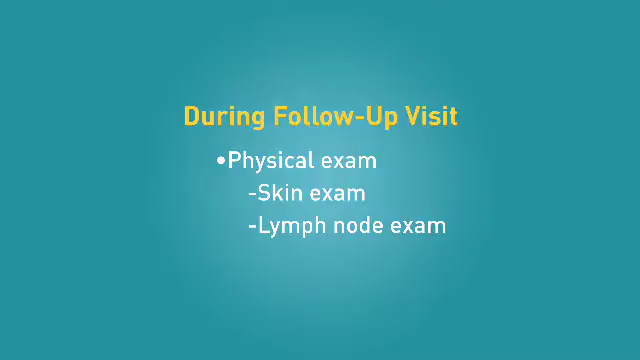 During Follow-Up Visit
•Physical exam
-Skin exam
-Lymph node exam